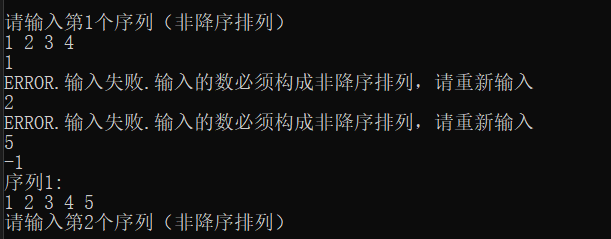 请输入第1个序列（非降序排列）
1 2 3 4
1
ERROR.输入失败.输入的数必须构成非降序排列，请重新输入
2
ERROR.输入失败.输入的数必须构成非降序排列，请重新输入
5
-1
序列1:
1 2 3 4 5
请输入第2个序列（非降序排列）